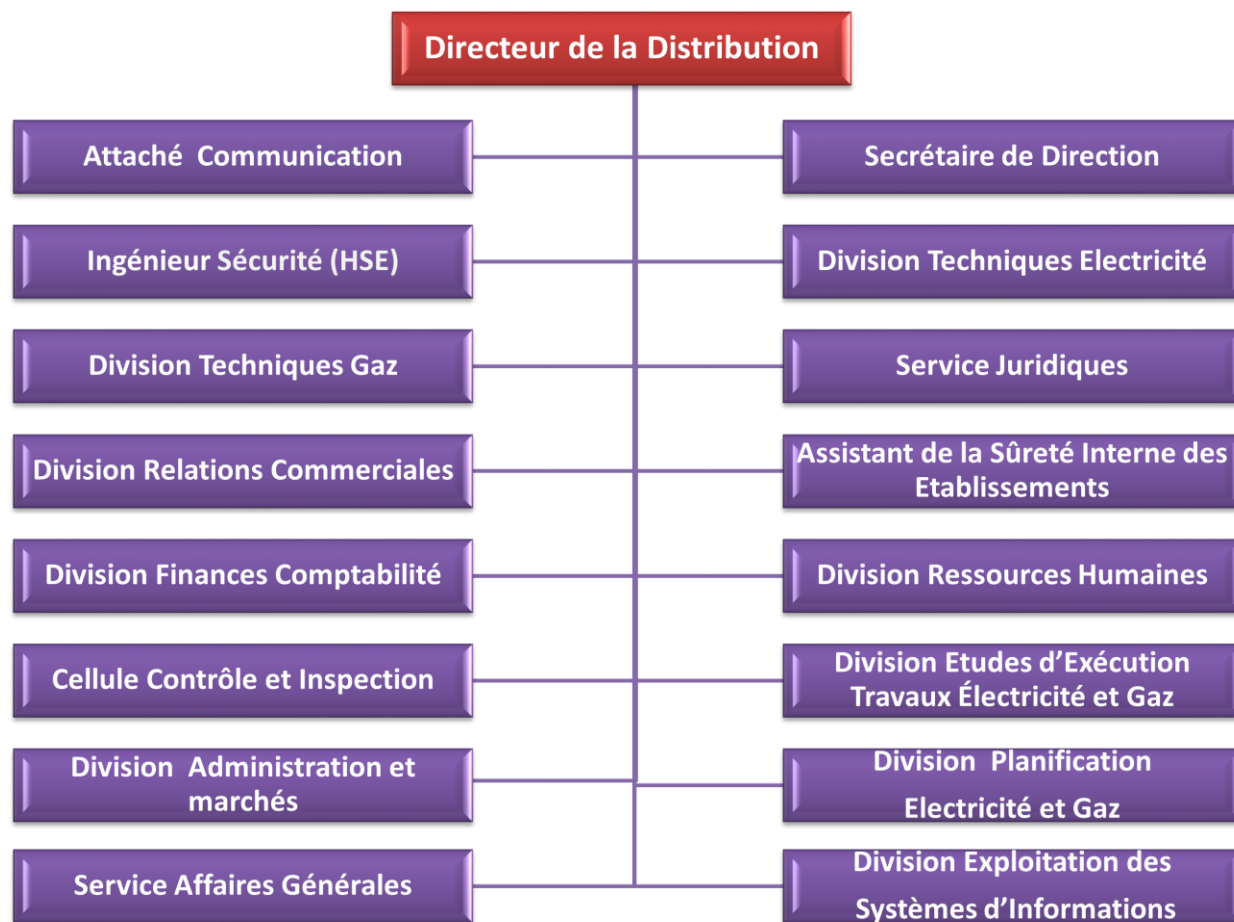 Directeur de la Distribution
Attaché  Communication
Secrétaire de Direction
Ingénieur Sécurité (HSE)
Division Techniques Electricité
Division Techniques Gaz
Service Juridiques
Division Relations Commerciales
Assistant de la Sûreté Interne des
Etablissements
Division Finances Comptabilité
Division Ressources Humaines
Cellule Contrôle et Inspection
Division Etudes d’Exécution
Travaux Électricité et Gaz
Division  Administration et
marchés
Division  Planification
Electricité et Gaz
Service Affaires Générales
Division Exploitation des
Systèmes d’Informations